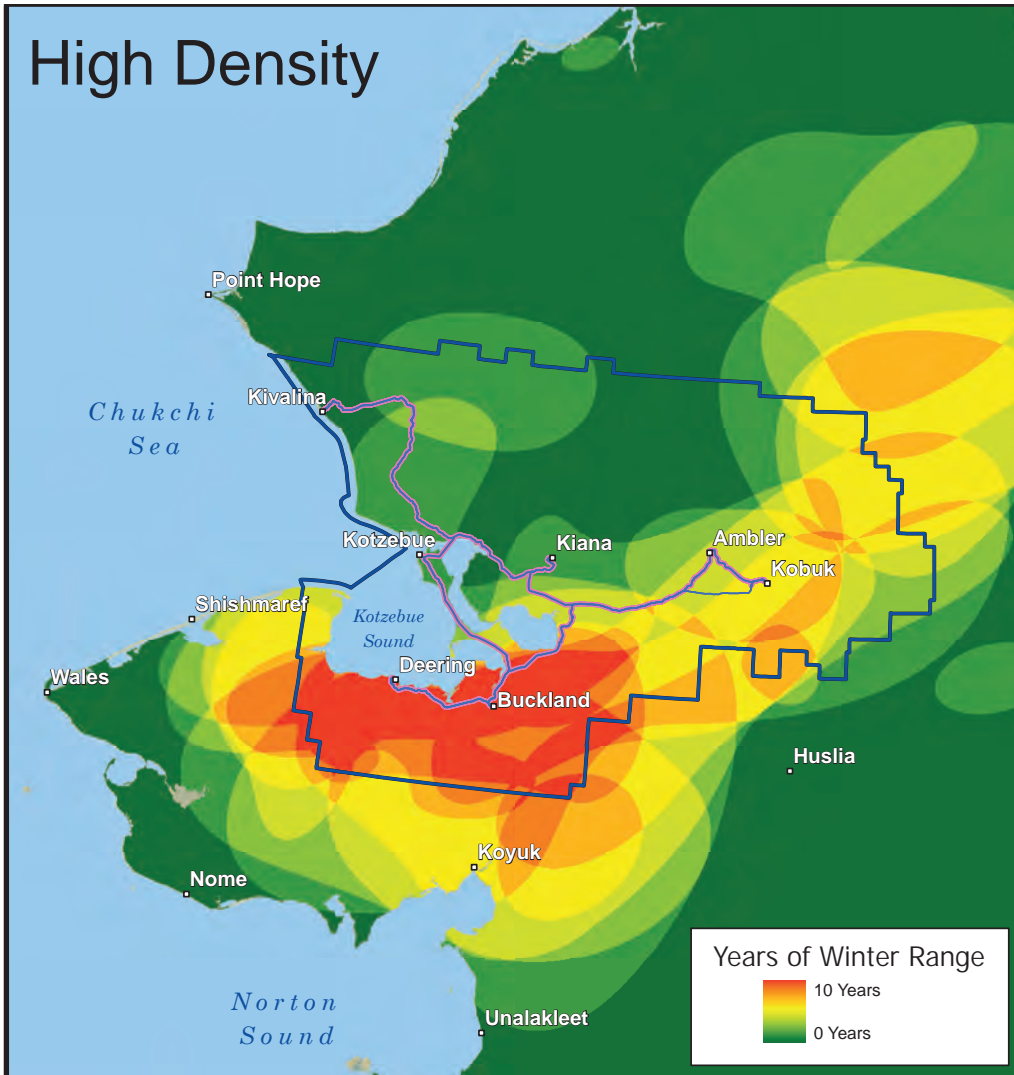 High Density
Point Hope
Kivalina
Chukchi
Sea
Kotzebue
Kiana
Ambler
Kobuk
Shishmaref
Kotzebue
Sound
Deering
Wales
Buckland
Huslia
Koyuk
Nome
Norton
Sound
Unalakleet
Years of Winter Range
10 Years
0 Years